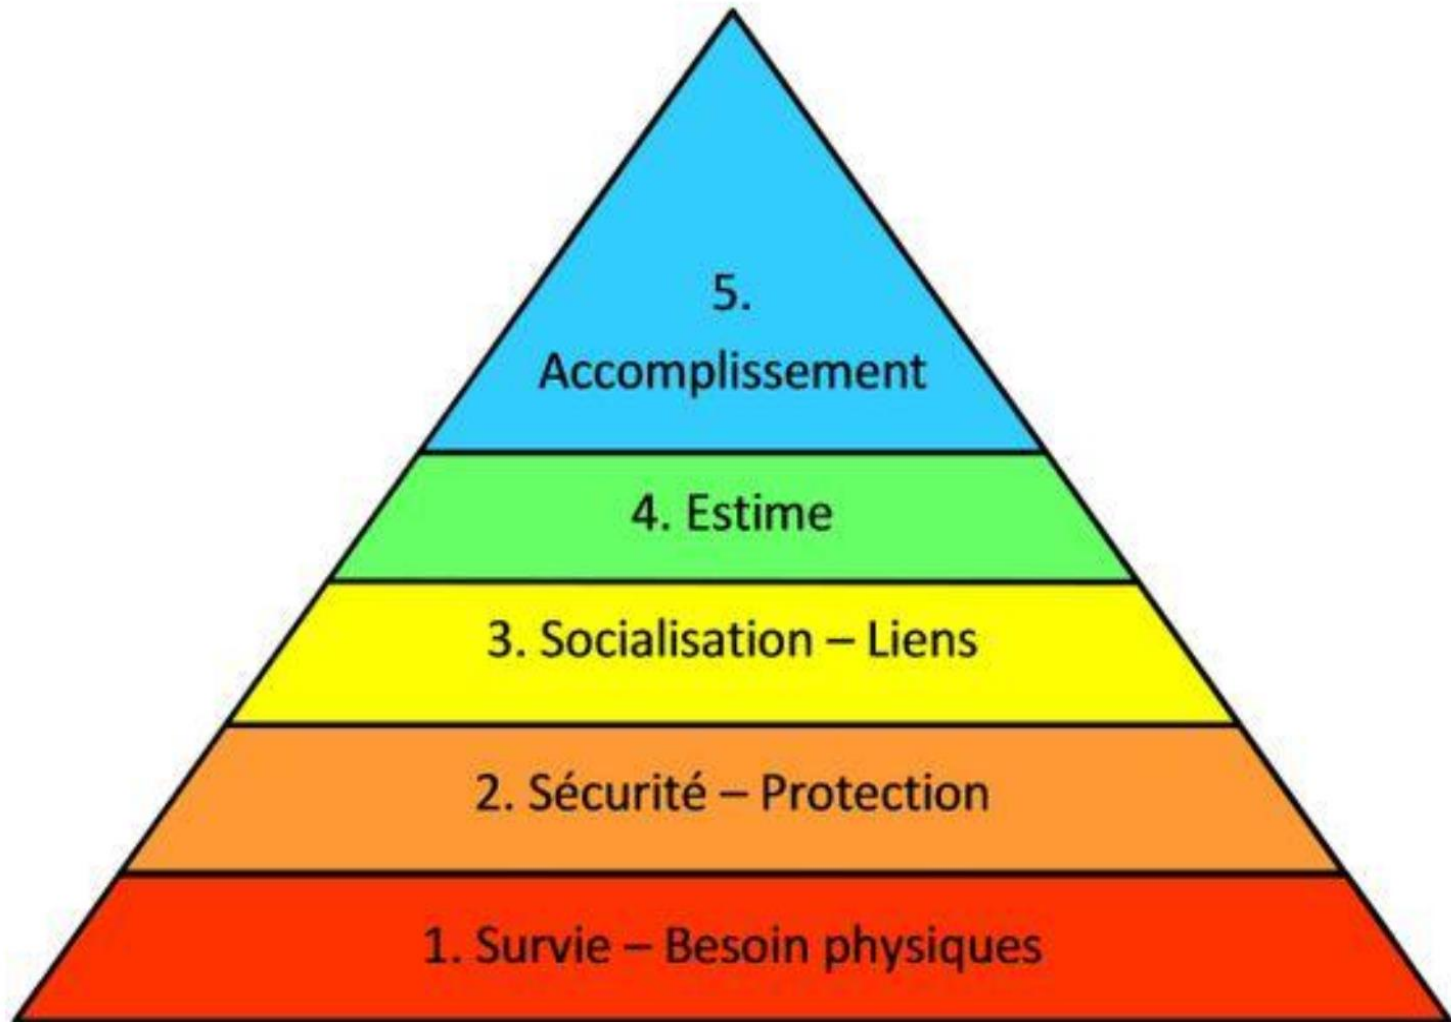 5.
Accomplissement
4. Estime
3. Socialisation – Liens
2. Sécurité – Protection
1. Survie – Besoin physiques